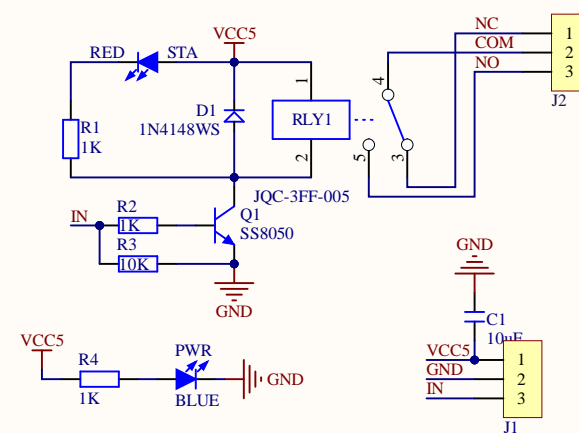 VCC5
NC
1
RED
STA
COM
2
NO
3
J2
1
4
D1
1N4148WS
RLY1
R1
1K
2
5
3
JQC-3FF-005
R2
Q1
IN
1K
SS8050
R3
10K
GND
GND
C1
10uF
VCC5
PWR
VCC5
1
R4
GND
GND
2
1K
BLUE
IN
3
J1